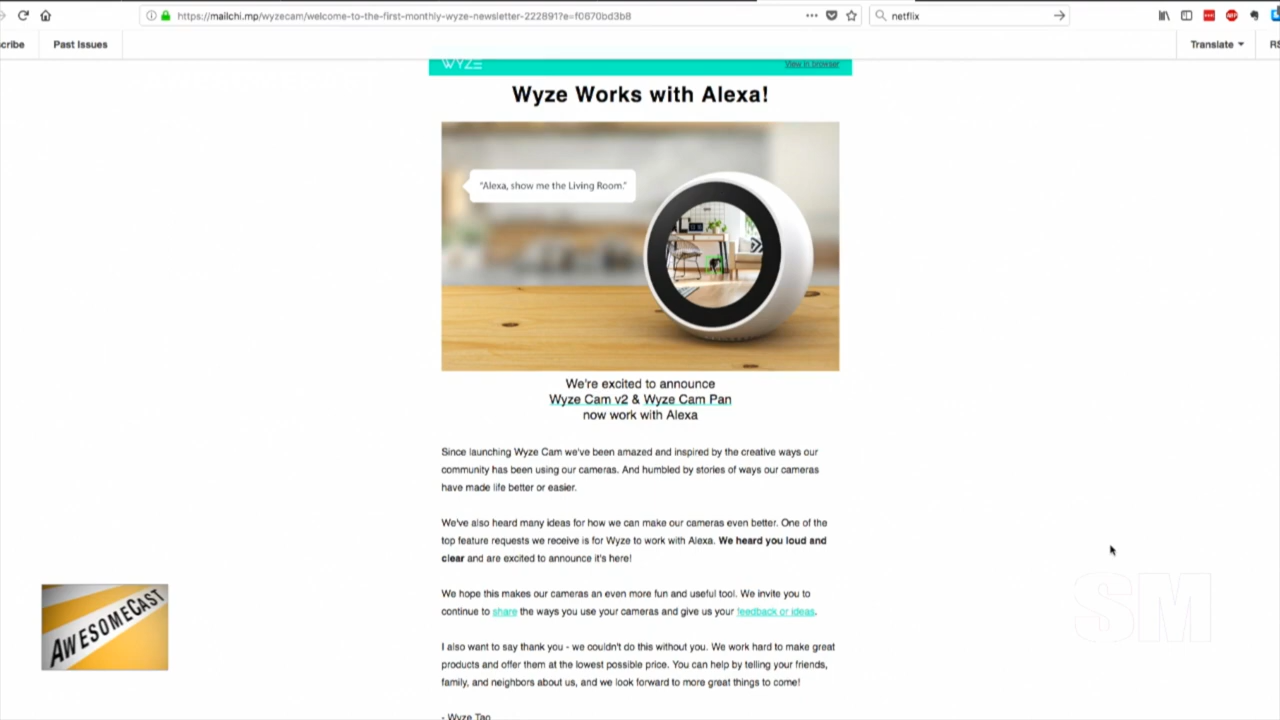 https://mailchi.mp/wyzecam/welcome-to-the-first-monthly-wyze-newsletter-222891?e=f0870bd3b8
netflix
cribe
Past Issues
Translate
RS
WYZE
View in browser
Wyze Works with Alexa!
"Alexa, show me the Living Room."
We're excited to announce
Wyze Cam v2 & Wyze Cam Pan
now work with Alexa
Since launching Wyze Cam we've been amazed and inspired by the creative ways our
community has been using our cameras. And humbled by stories of ways our cameras
have made life better or easier.
We've also heard many ideas for how we can make our cameras even better. One of the
top feature requests we receive is for Wyze to work with Alexa. We heard you loud and
clear and are excited to announce it's here!
We hope this makes our cameras an even more fun and useful tool. We invite you to
continue to share the ways you use your cameras and give us your feedback or ideas.
I also want to say thank you - we couldn't do this without you. We work hard to make great
products and offer them at the lowest possible price. You can help by telling your friends,
family, and neighbors about us, and we look forward to more great things to come!
- Wyze Tao
AWESOMECAST
SM